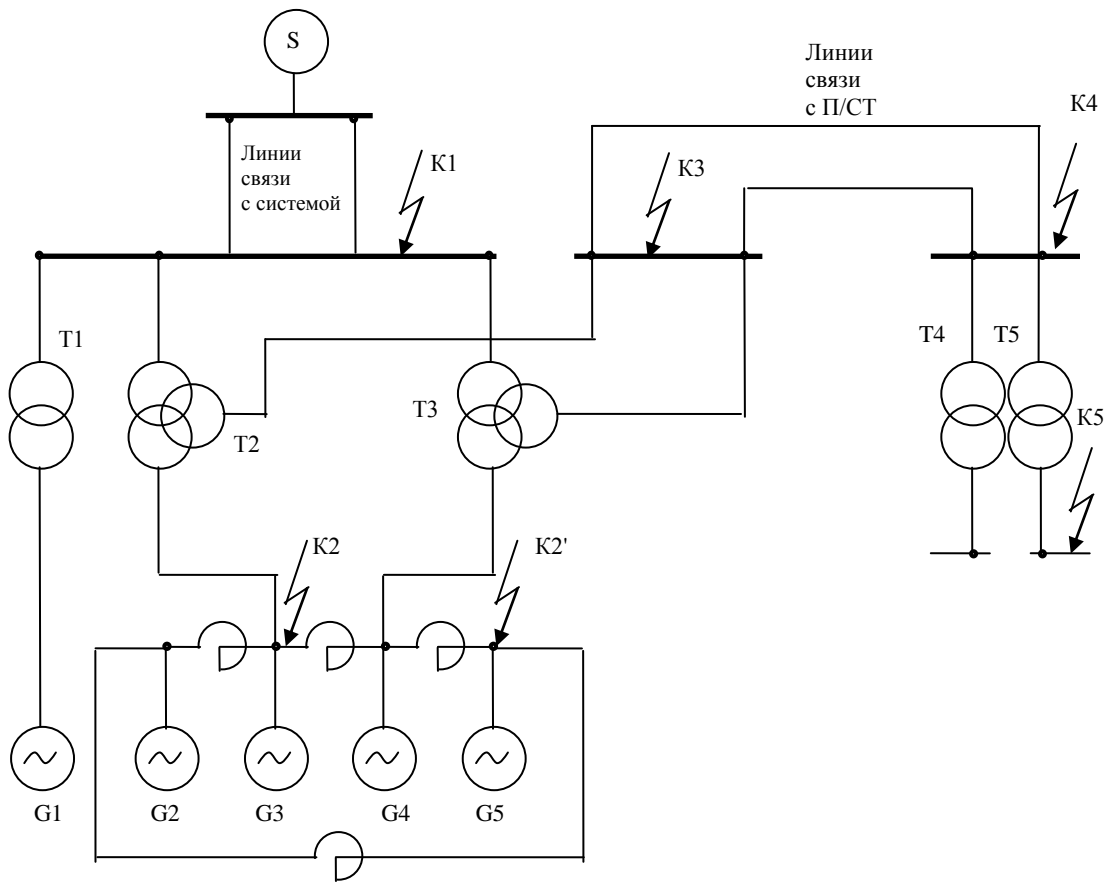 S
Линии
связи
с П/СТ
К4
Линии
связи
с системой
К1
К3
Т1
Т2
Т3
Т4
Т5
К5
К2
К2'
G1
G2
G3
G4
G5